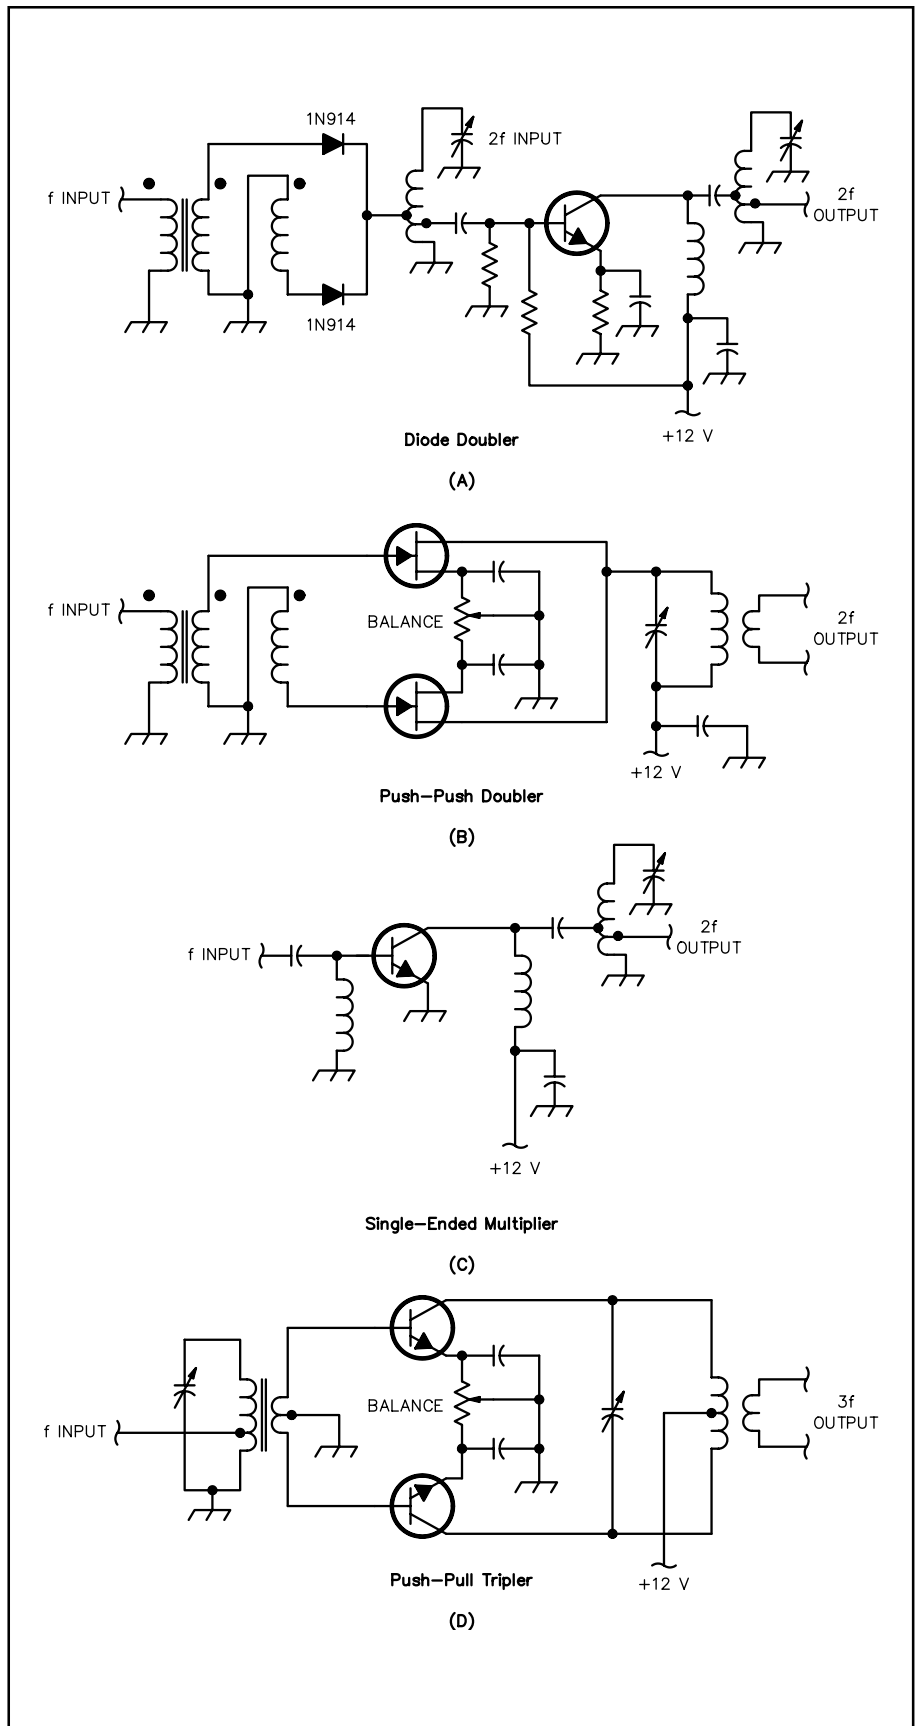 1N914
2f INPUT
f INPUT
2f
OUTPUT
1N914
+12 V
Diode Doubler
(A)
f INPUT
BALANCE
2f
OUTPUT
+12 V
Push-Push Doubler
(B)
f INPUT
2f
OUTPUT
+12 V
Single-Ended Multiplier
(C)
BALANCE
f INPUT
3f
OUTPUT
+12 V
Push-Pull Tripler
(D)